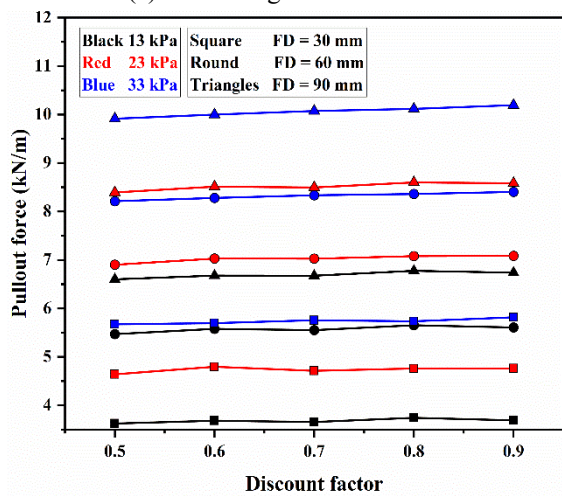 12
11
10
9
8
7
6
5
4
Pullout force (kN/m)
Black 13 kPa
Red 23 kPa
Blue 33 kPa
Square FD = 30 mm
Round FD = 60 mm
Triangles FD = 90 mm
0.5 0.6 0.7 0.8 0.9
Discount factor